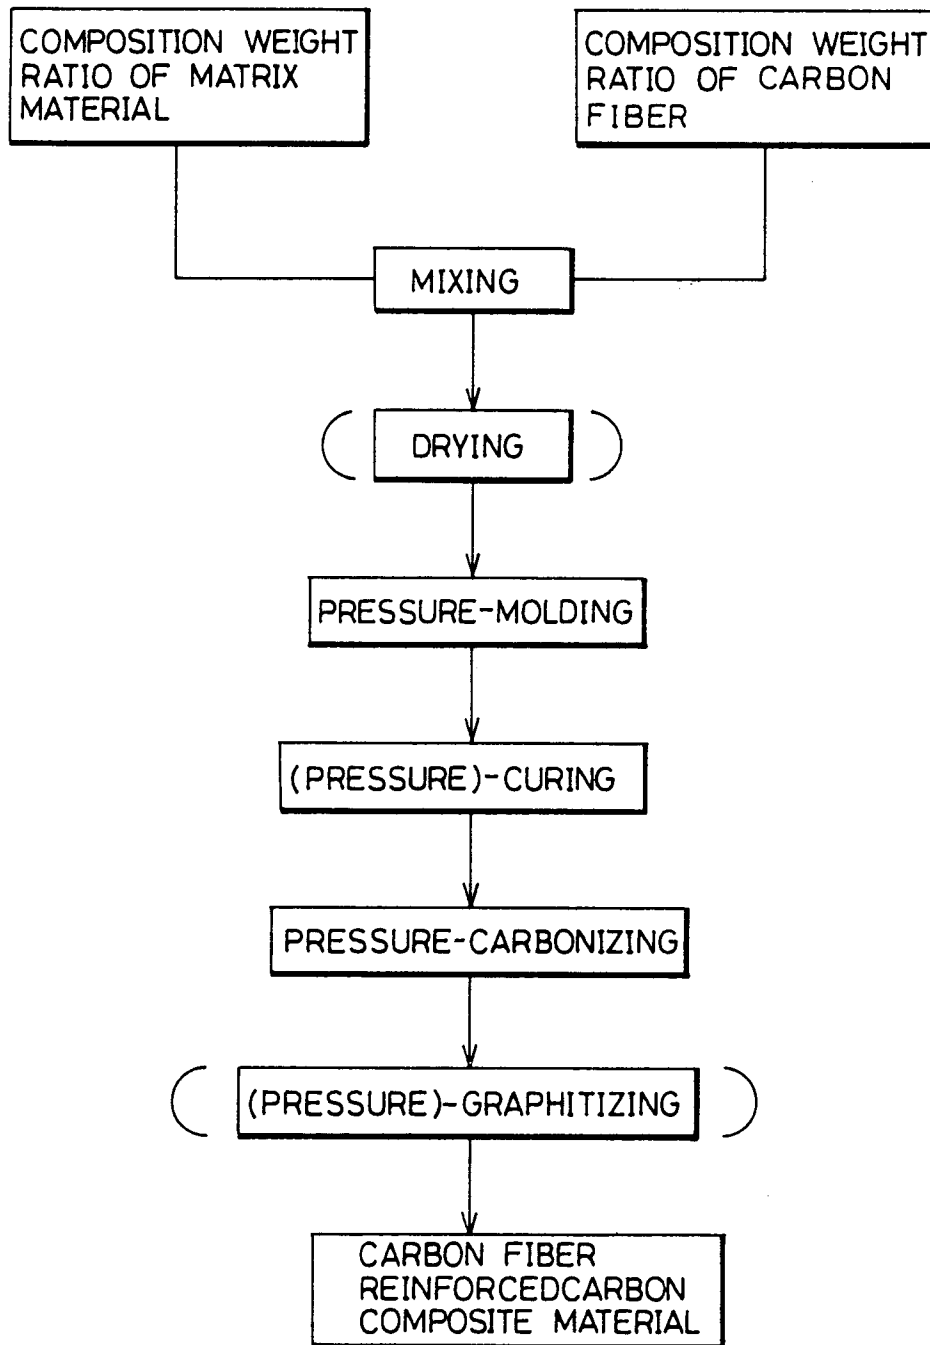 COMPOSITION WEIGHT
RATIO OF MATRIX
MATERIAL
COMPOSITION WEIGHT
RATIO OF CARBON
FIBER
MIXING
( DRYING )
PRESSURE-MOLDING
(PRESSURE)-CURING
PRESSURE-CARBONIZING
( (PRESSURE)-GRAPHITIZING )
CARBON FIBER
REINFORCEDCARBON
COMPOSITE MATERIAL